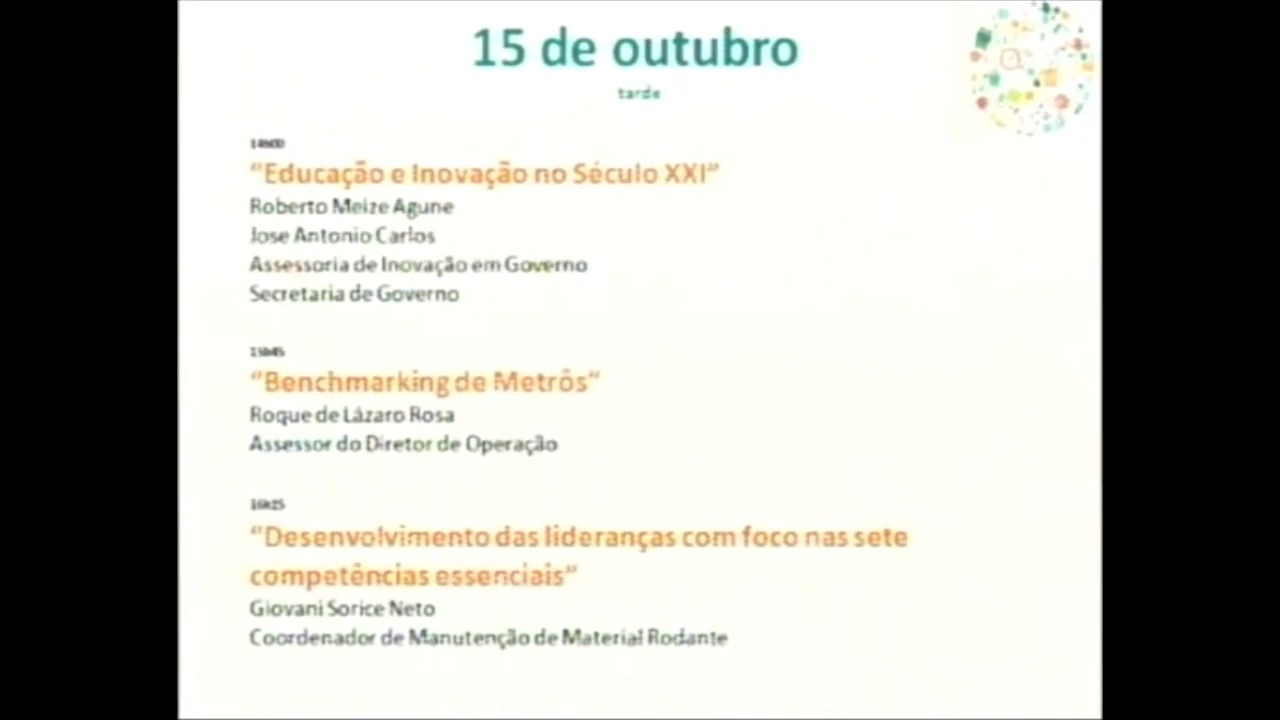 15 de outubro
tarde
14h00
“Educação e Inovação no Século XXI”
Roberto Meize Agune
Jose Antonio Carlos
Assessoria de Inovação em Governo
Secretaria de Governo
15h45
“Benchmarking de Metrôs”
Roque de Lázaro Rosa
Assessor do Diretor de Operação
“Desenvolvimento das lideranças com foco nas sete
competências essenciais”
Giovani Sorice Neto
Coordenador de Manutenção de Material Rodante